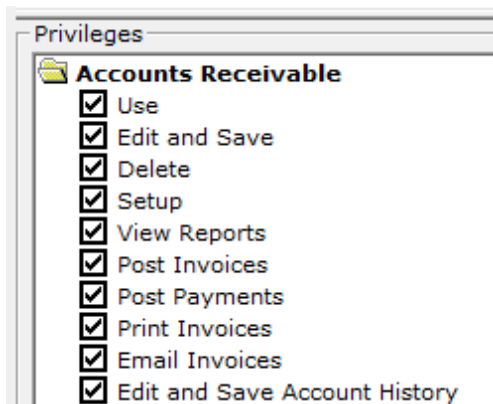 Privileges
Accounts Receivable
Use
Edit and Save
Delete
Setup
View Reports
Post Invoices
Post Payments
Print Invoices
Email Invoices
Edit and Save Account History